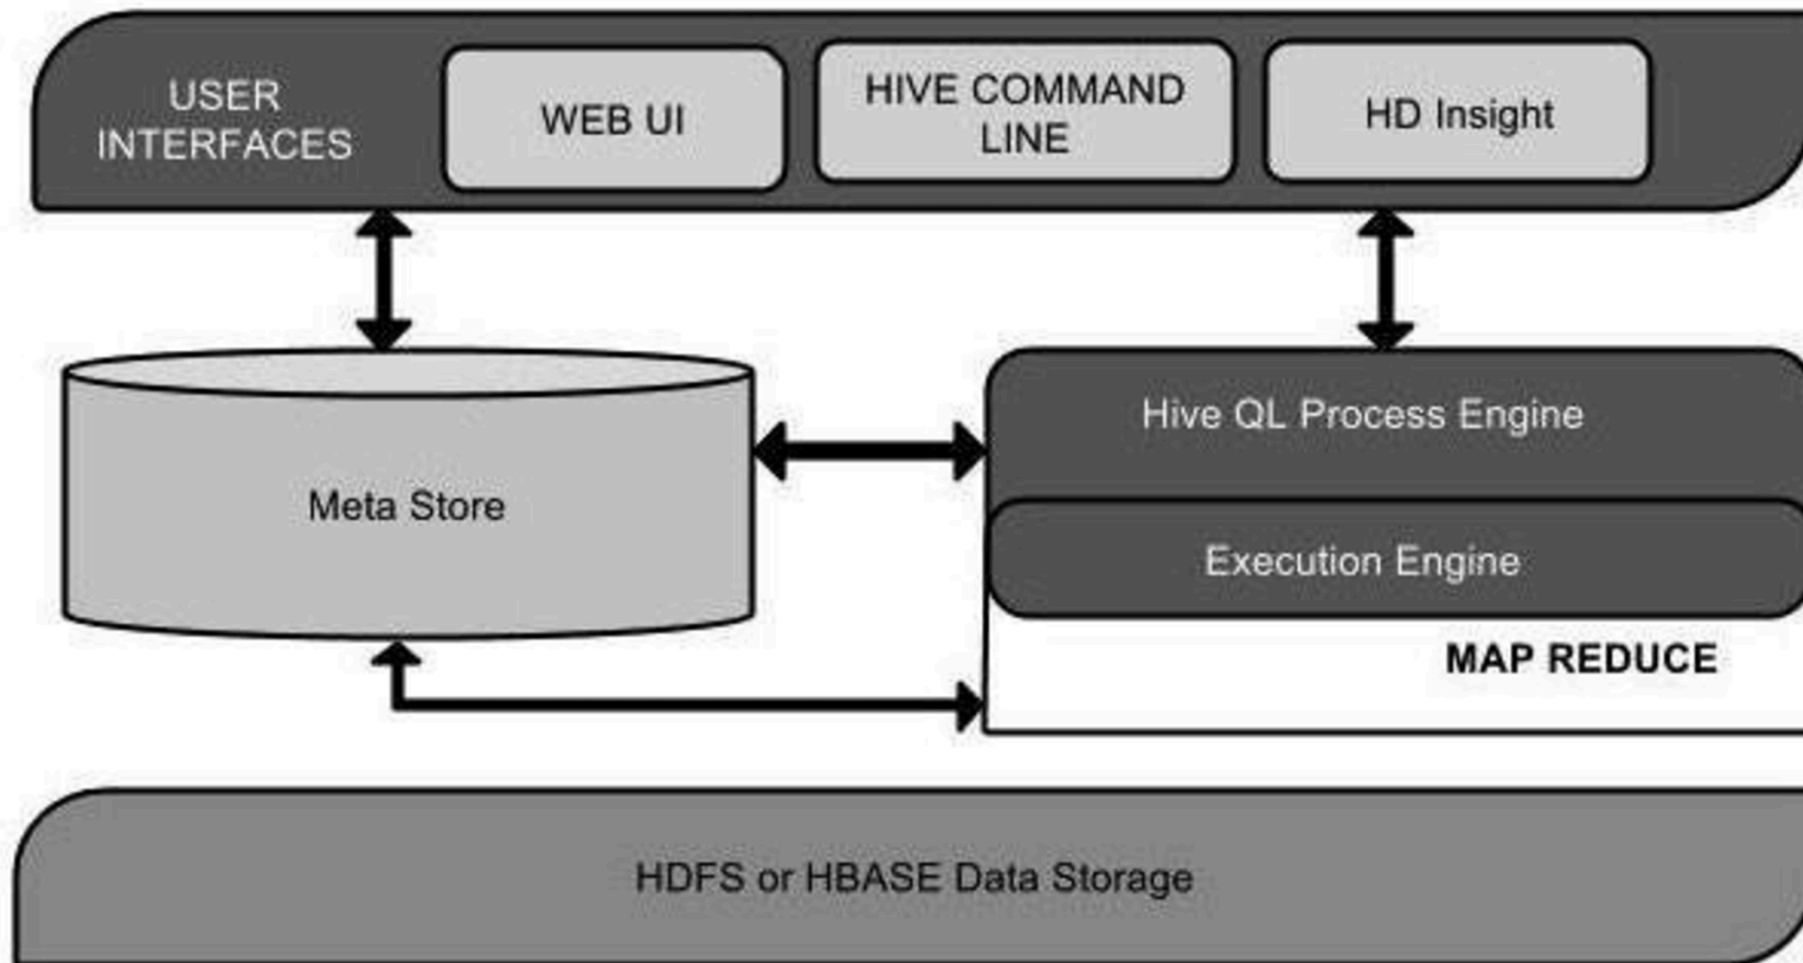 USER
INTERFACES
WEB UI
HIVE COMMAND
LINE
HD Insight
Hive QL Process Engine
Meta Store
Execution Engine
MAP REDUCE
HDFS or HBASE Data Storage